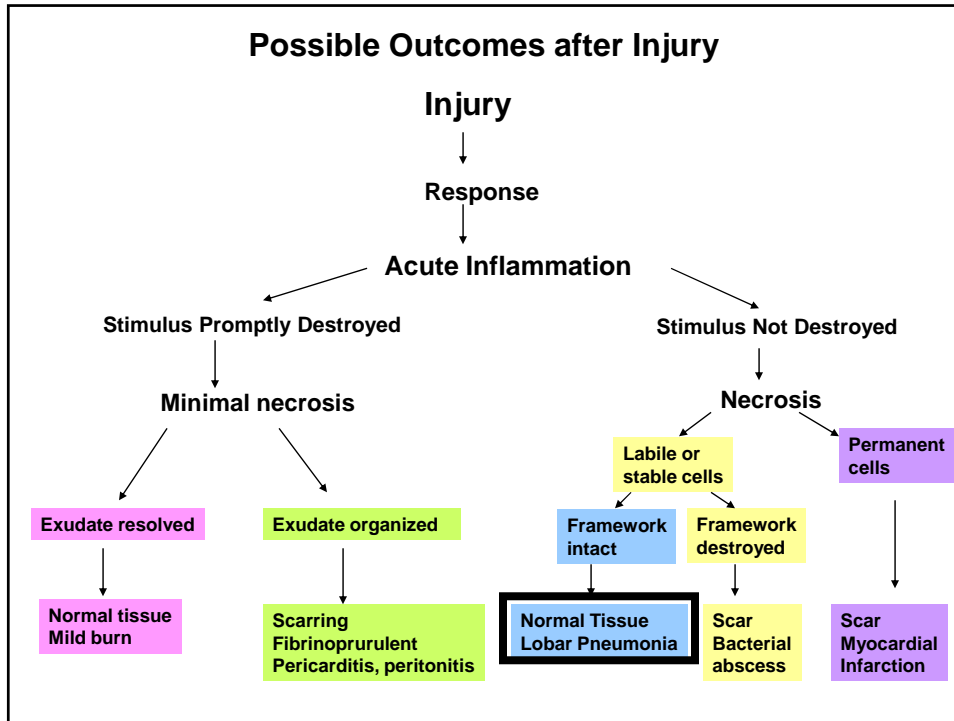 Possible Outcomes after Injury
Injury
Response
Acute Inflammation
Stimulus Promptly Destroyed
Stimulus Not Destroyed
Minimal necrosis
Necrosis
Labile or
stable cells
Permanent
cells
Exudate resolved
Exudate organized
Framework
intact
Framework
destroyed
Normal tissue
Mild burn
Scarring
Fibrinoprurulent
Pericarditis, peritonitis
Normal Tissue
Lobar Pneumonia
Scar
Bacterial
abscess
Scar
Myocardial
Infarction